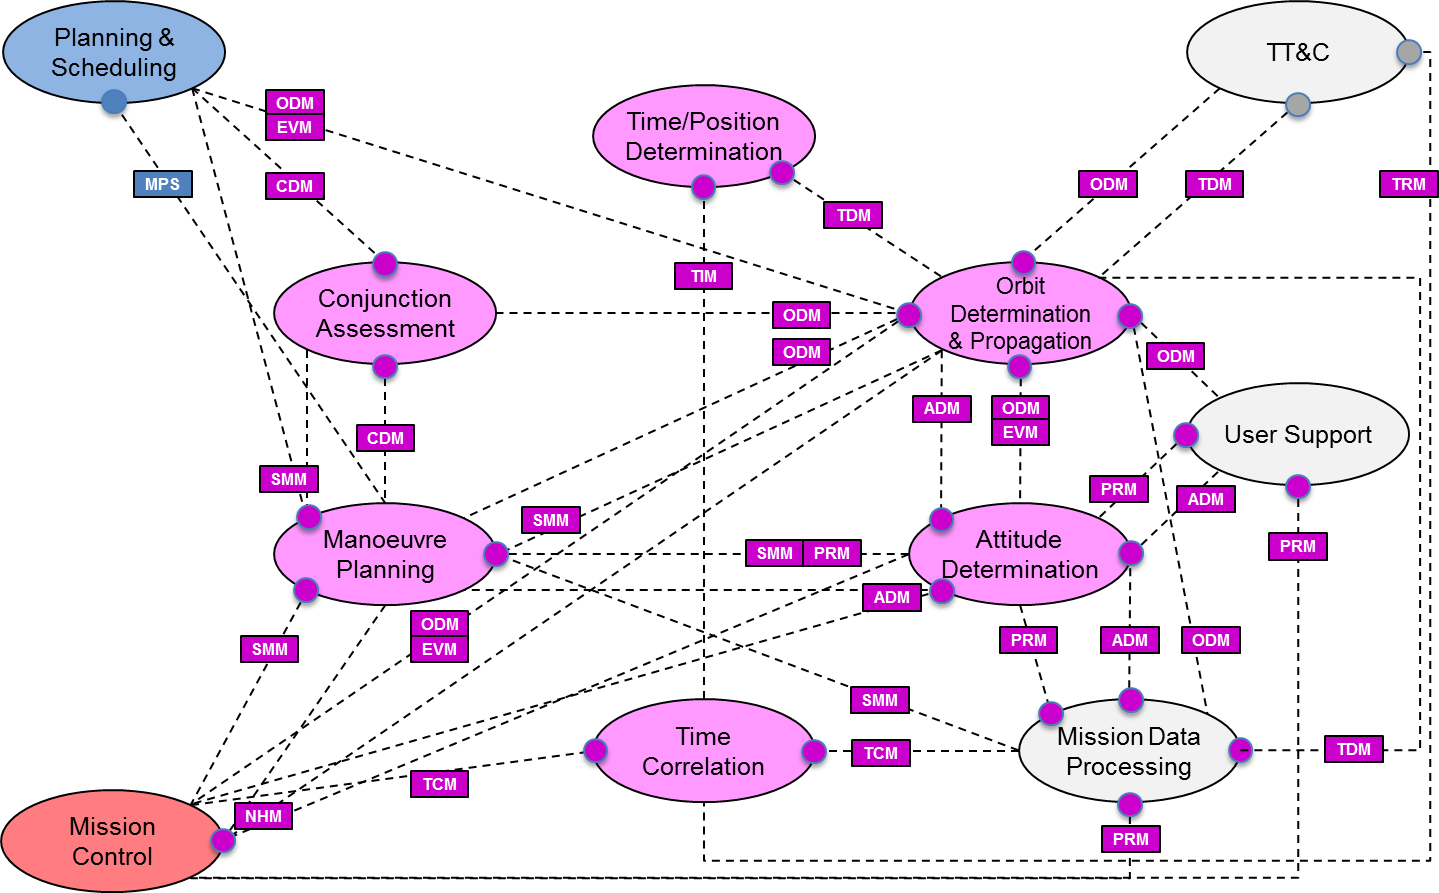 Planning &
Scheduling
TT&C
ODM
EVM
Time/Position
Determination
MPS
CDM
ODM
TDM
TRM
TDM
TIM
Conjunction
Assessment
Orbit
Determination
& Propagation
ODM
ODM
ODM
ADM
ODM
EVM
User Support
CDM
SMM
PRM
ADM
SMM
PRM
Manoeuvre
Planning
SMM
PRM
Attitude
Determination
ADM
ODM
EVM
SMM
PRM
ADM
ODM
SMM
Time
Correlation
Mission Data
Processing
TCM
TDM
TCM
NHM
Mission
Control
PRM